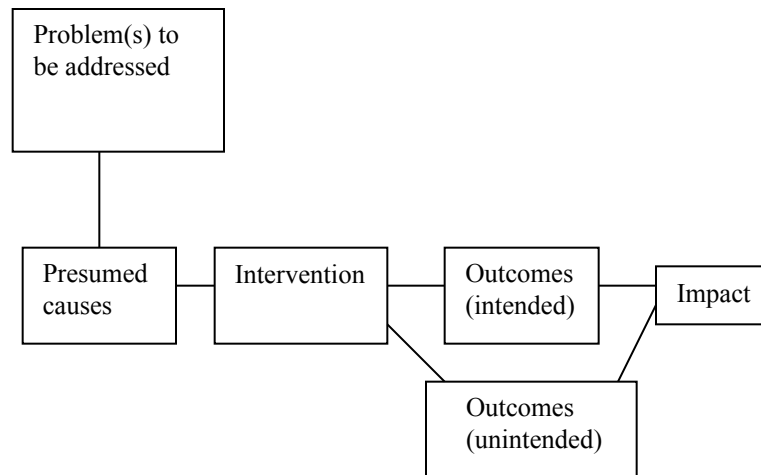 Problem(s) to
be addressed
Presumed
causes
Intervention
Outcomes
(intended)
Impact
Outcomes
(unintended)